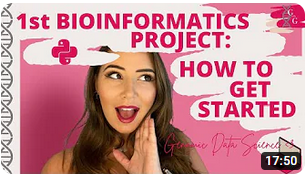 1st BIOINFORMATICS
PROJECT:
HOW TO
GET
STARTED
Genomic Data Science
17:50